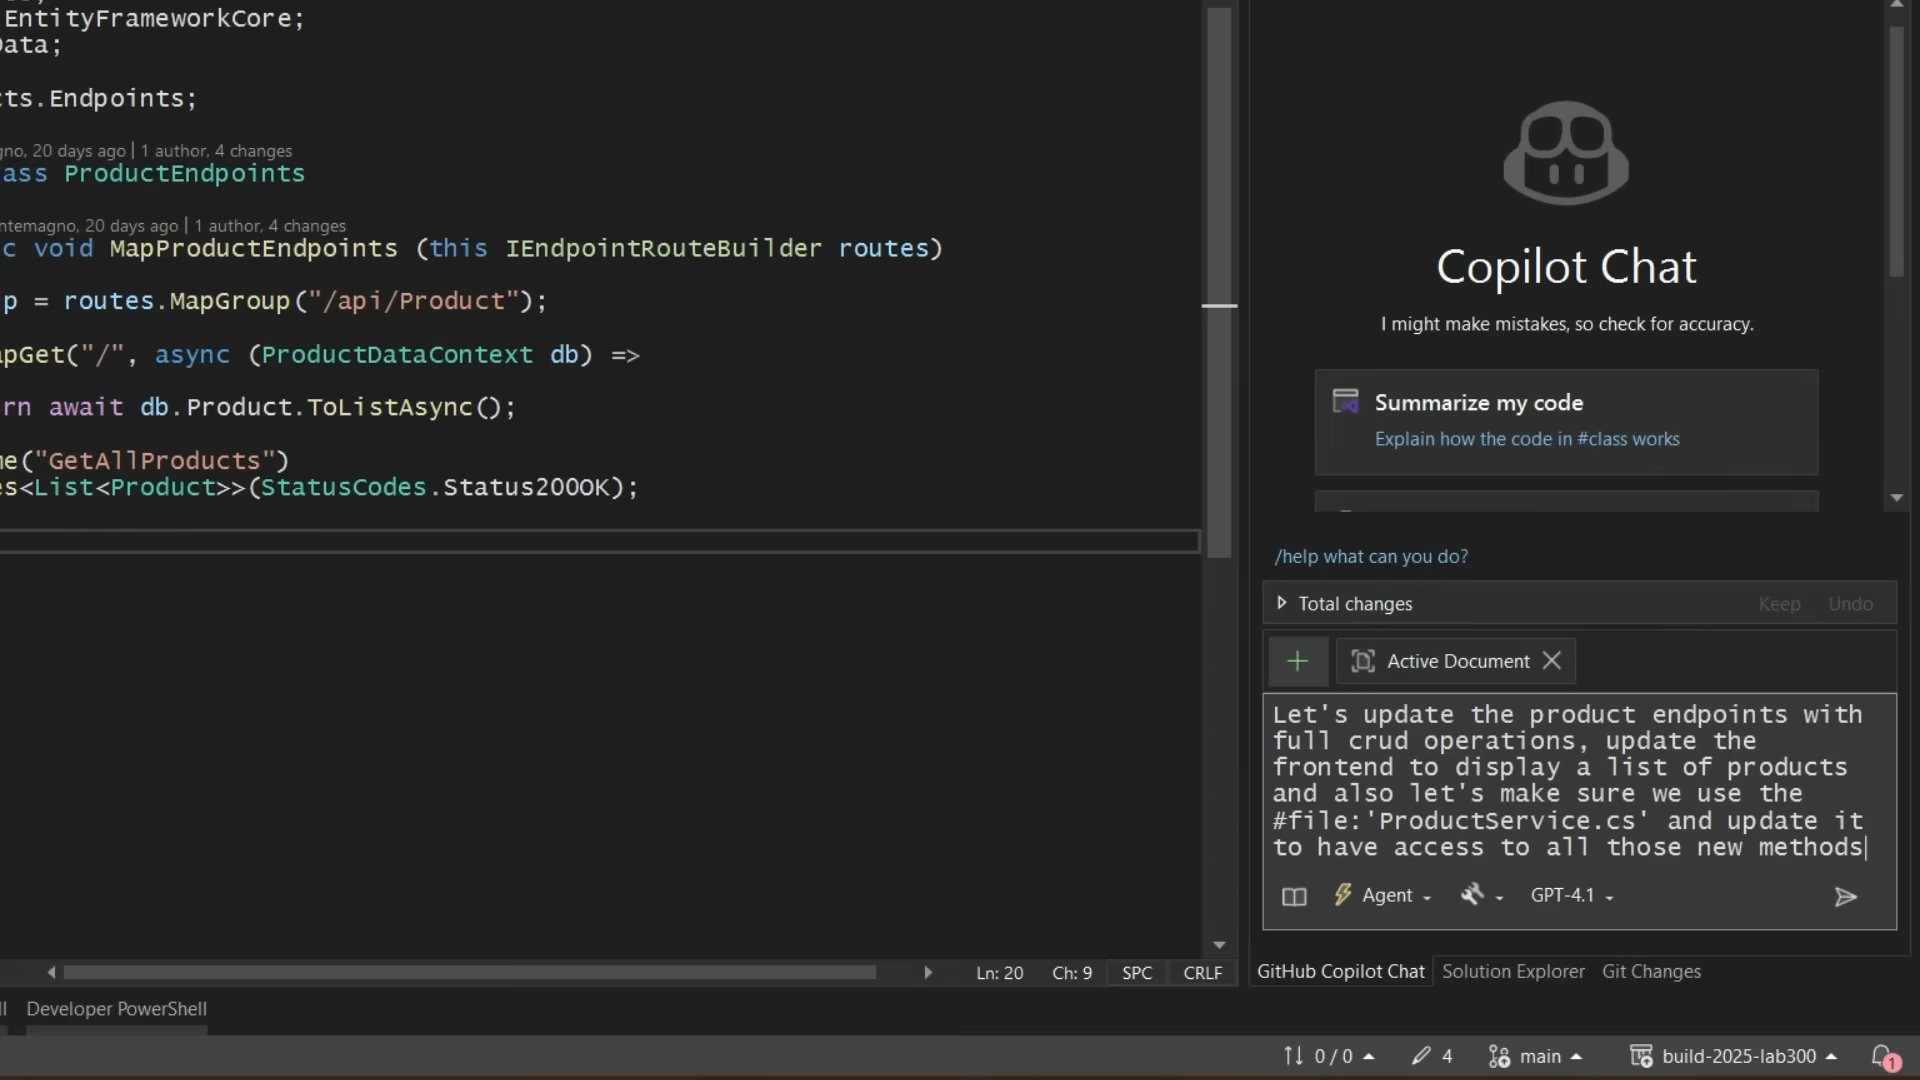 EntityFrameworkCore;
Data;
cts.Endpoints;
gno, 20 days ago | 1 author, 4 changes
ass ProductEndpoints
ntemagno, 20 days ago | 1 author, 4 changes
c void MapProductEndpoints (this IEndpointRouteBuilder routes)
p = routes.MapGroup("/api/Product");
pGet("/", async (ProductDataContext db) =>
rn await db.Product.ToListAsync();
me("GetAllProducts")
es<List<Product>>(StatusCodes.Status200OK);
Ln: 20 Ch: 9 SPC CRLF
Developer PowerShell
Copilot Chat
I might make mistakes, so check for accuracy.
Summarize my code
Explain how the code in #class works
/help what can you do?
Total changes Keep Undo
Active Document
Let's update the product endpoints with
full crud operations, update the
frontend to display a list of products
and also let's make sure we use the
#file:'ProductService.cs' and update it
to have access to all those new methods
Agent GPT-4.1
GitHub Copilot Chat Solution Explorer Git Changes
0 / 0 4 main build-2025-lab300 1